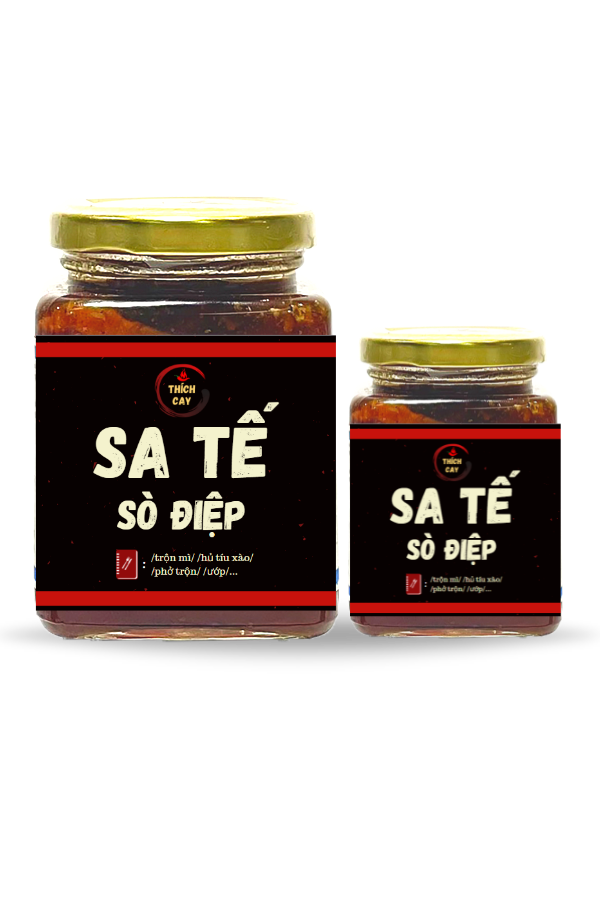 THÍCH
CAY
SA TẾ
SÒ ĐIỆP
: /trộn mì/ /hủ tíu xào/
/phở trộn/ /ướp/...
THÍCH
CAY
SA TẾ
SÒ ĐIỆP
: /trộn mì/ /hủ tíu xào/
/phở trộn/ /ướp/...